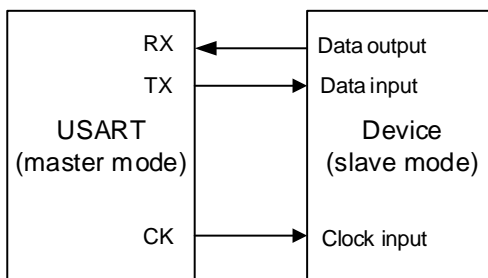 RX
Data output
TX
Data input
USART
(master mode)
Device
(slave mode)
CK
Clock input